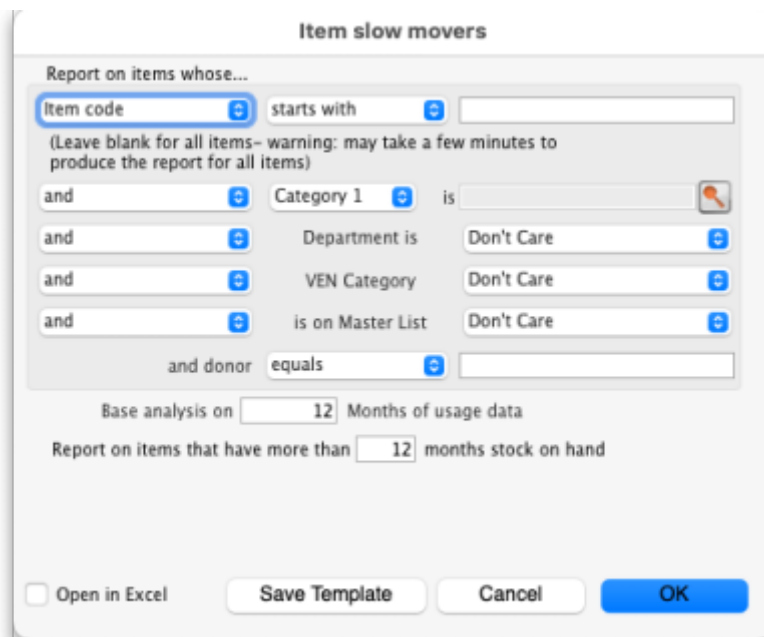 Item slow movers
Report on items whose...
Item code starts with
(Leave blank for all items– warning: may take a few minutes to
produce the report for all items)
and Category 1 is
and Department is Don't Care
and VEN Category Don't Care
and is on Master List Don't Care
and donor equals
Base analysis on 12 Months of usage data
Report on items that have more than 12 months stock on hand
Open in Excel Save Template Cancel OK